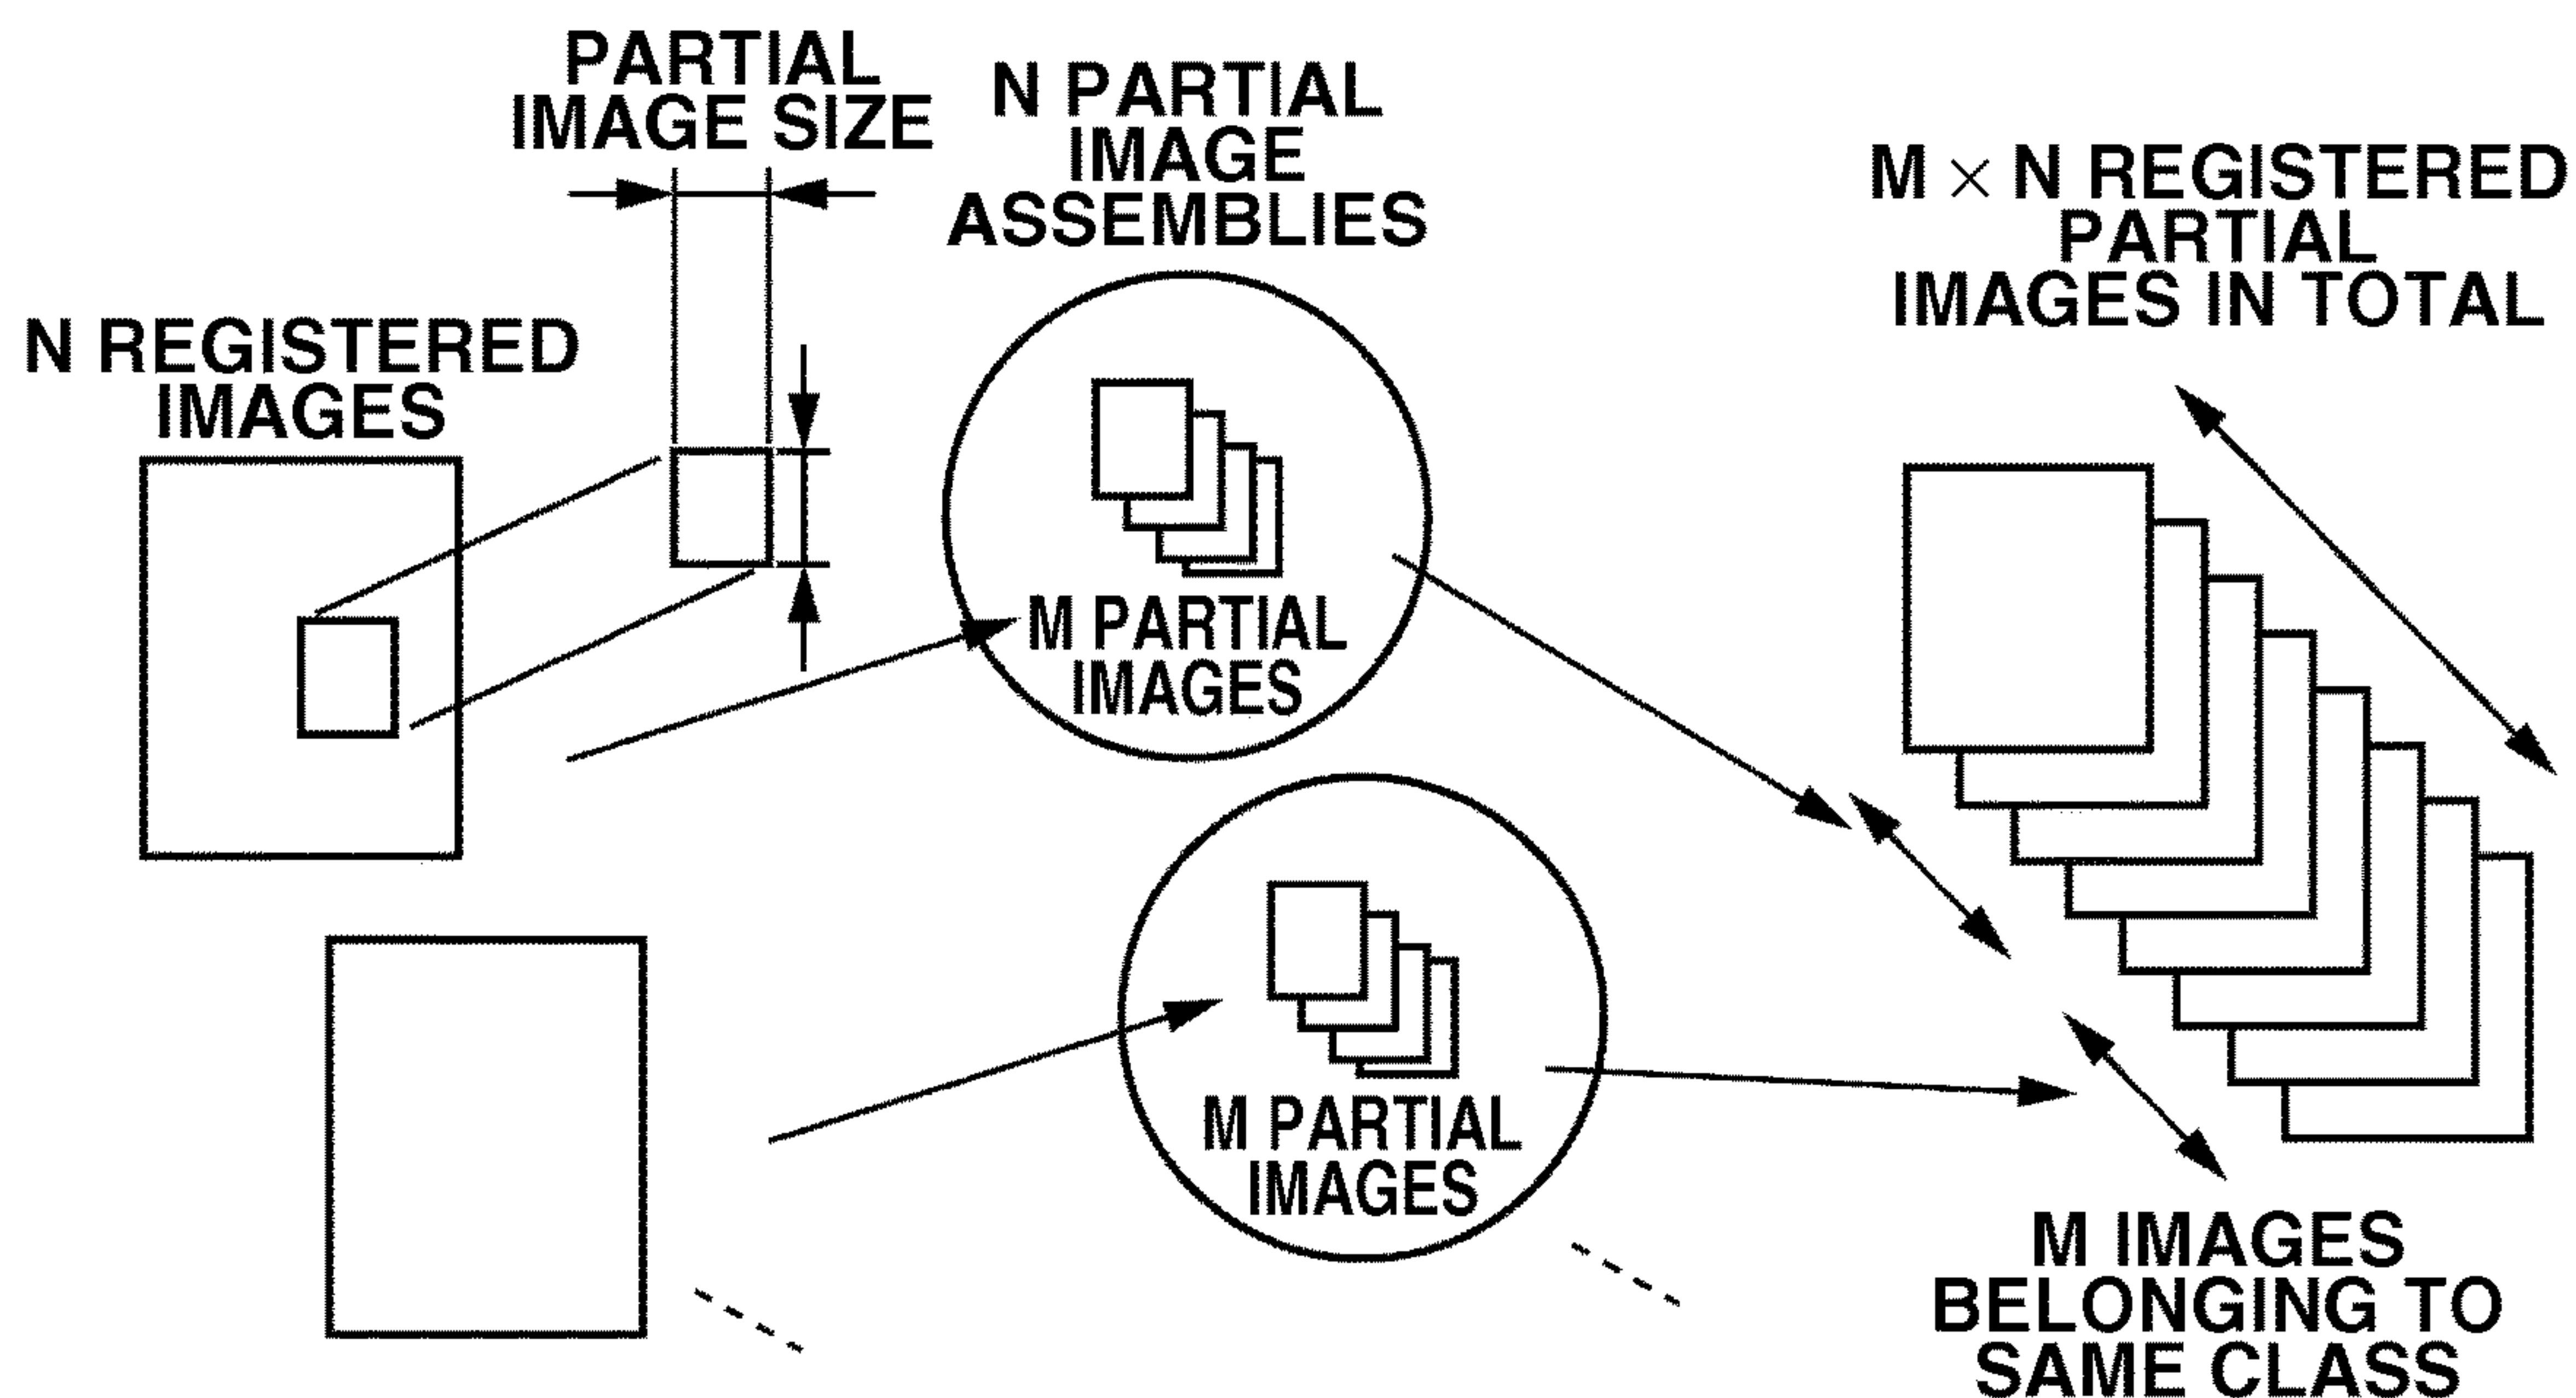 PARTIAL
IMAGE SIZE
N PARTIAL
IMAGE
ASSEMBLIES
M × N REGISTERED
PARTIAL
IMAGES IN TOTAL
N REGISTERED
IMAGES
M PARTIAL
IMAGES
M PARTIAL
IMAGES
M IMAGES
BELONGING TO
SAME CLASS